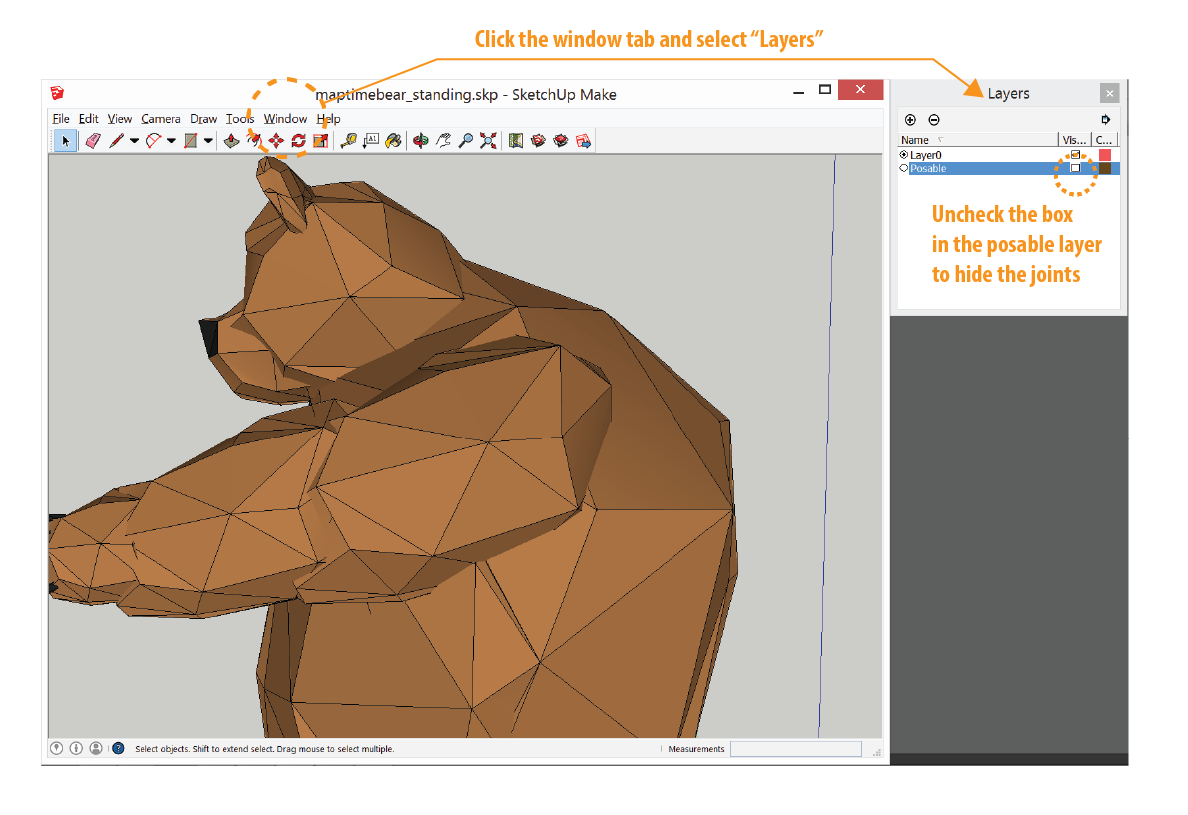 Click the window tab and select “Layers”
maptimebear_standing.skp - SketchUp Make
File Edit View Camera Draw Tools Window Help
A1
Layers
Name Vis... C...
Layer0
Posable
Uncheck the box
in the posable layer
to hide the joints
Select objects. Shift to extend select. Drag mouse to select multiple.
Measurements